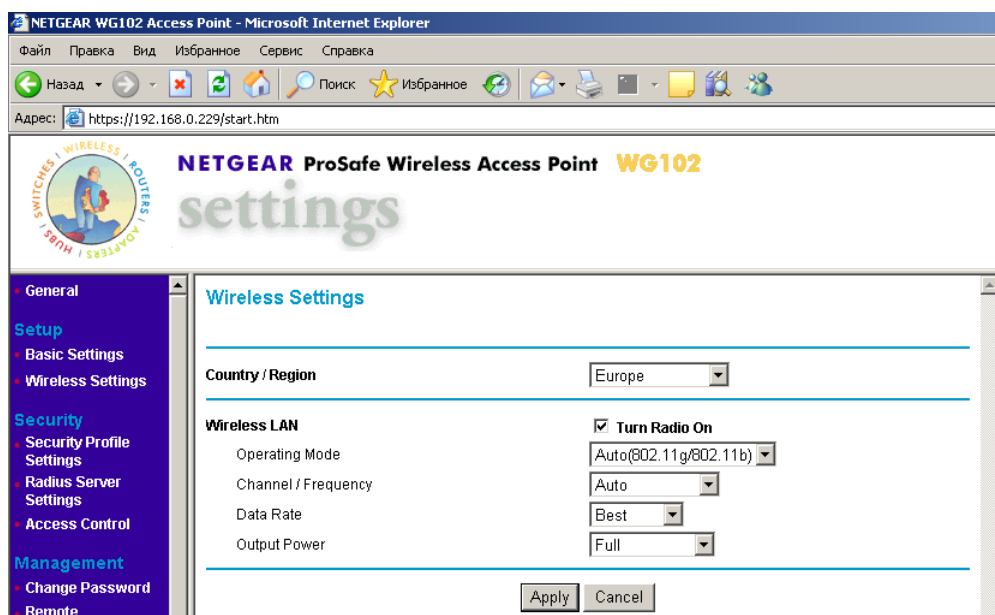 NETGEAR WG102 Access Point - Microsoft Internet Explorer
Файл Правка Вид Избранное Сервис Справка
Назад Поиск Избранное
Адрес: https://192.168.0.229/start.htm
SWITCHES | WIRELESS | ROUTERS | ADAPTERS | HUBS |
NETGEAR ProSafe Wireless Access Point WG102
settings
General
Setup
Basic Settings
Wireless Settings
Security
Security Profile
Settings
Radius Server
Settings
Access Control
Management
Change Password
Remote
Wireless Settings
Country / Region Europe
Wireless LAN Turn Radio On
Operating Mode Auto(802.11g/802.11b)
Channel / Frequency Auto
Data Rate Best
Output Power Full
Apply Cancel